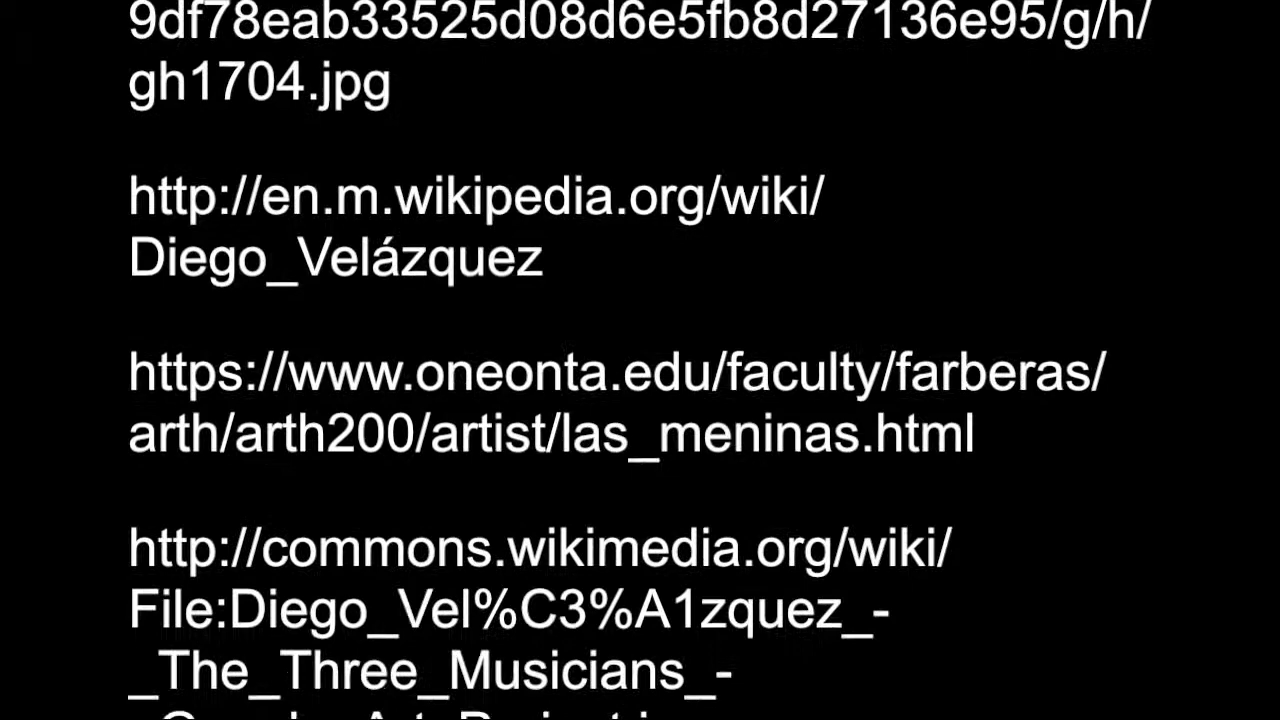 9df78eab33525d08d6e5fb8d27136e95/g/h/
gh1704.jpg
http://en.m.wikipedia.org/wiki/
Diego_Velázquez
https://www.oneonta.edu/faculty/farberas/
arth/arth200/artist/las_meninas.html
http://commons.wikimedia.org/wiki/
File:Diego_Vel%C3%A1zquez_-
_The_Three_Musicians_-